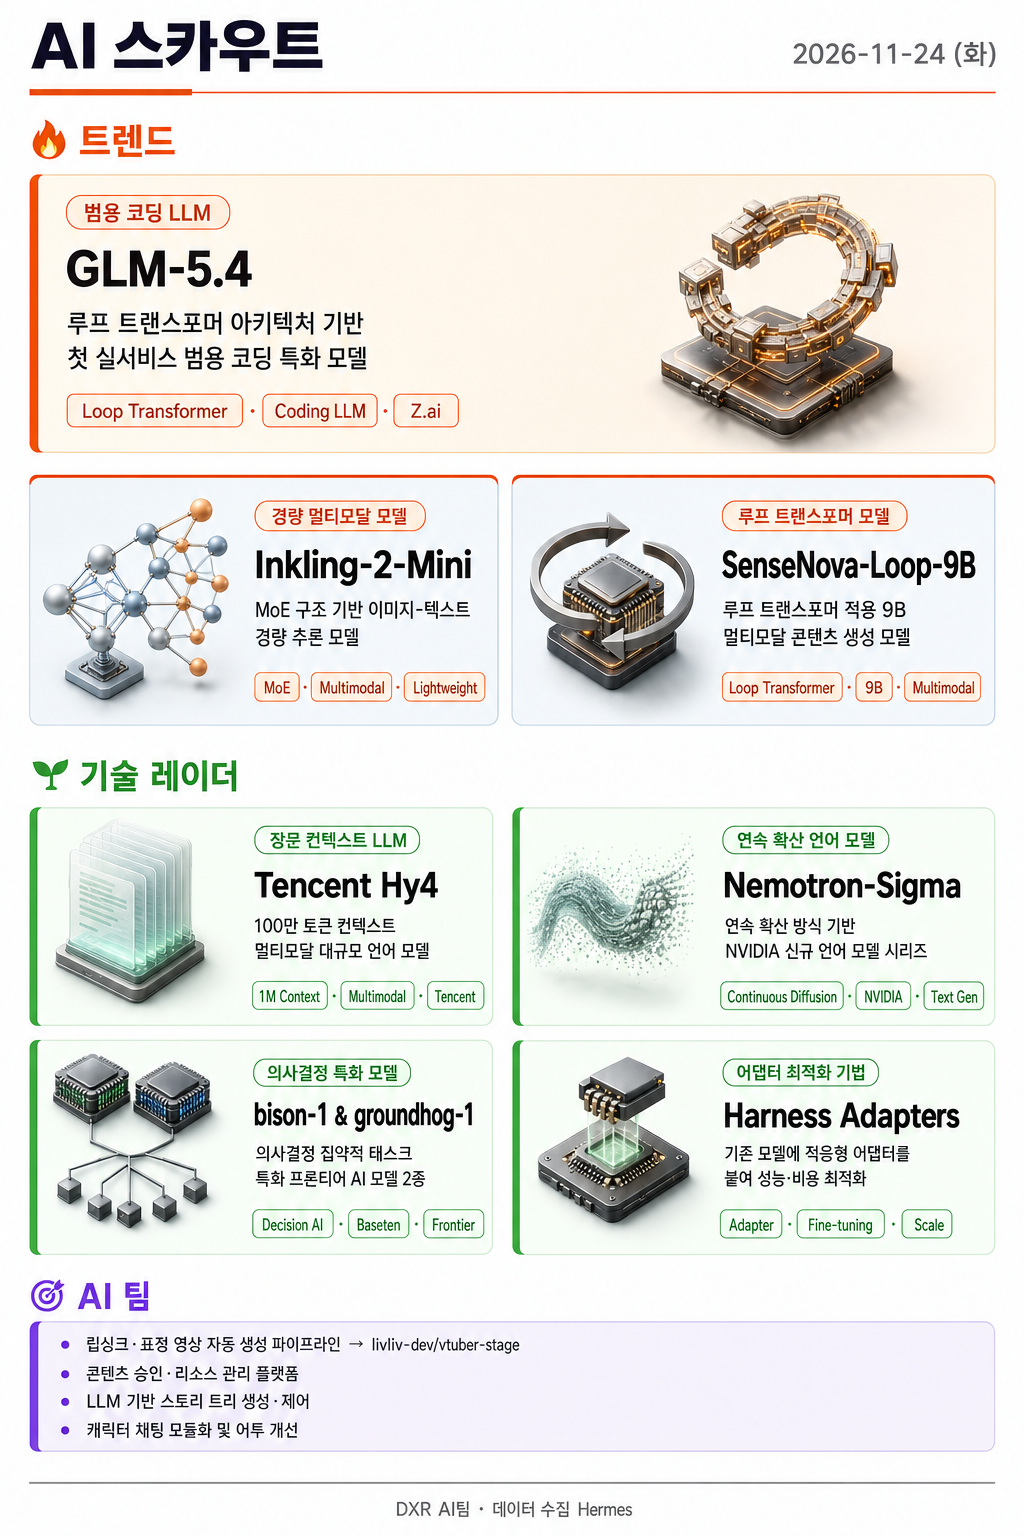 AI 스카우트
2026-11-24 (화)
트렌드
범용 코딩 LLM
GLM-5.4
루프 트랜스포머 아키텍처 기반
첫 실서비스 범용 코딩 특화 모델
Loop Transformer · Coding LLM · Z.ai
경량 멀티모달 모델
Inkling-2-Mini
MoE 구조 기반 이미지-텍스트
경량 추론 모델
MoE · Multimodal · Lightweight
루프 트랜스포머 모델
SenseNova-Loop-9B
루프 트랜스포머 적용 9B
멀티모달 콘텐츠 생성 모델
Loop Transformer · 9B · Multimodal
기술 레이더
장문 컨텍스트 LLM
Tencent Hy4
100만 토큰 컨텍스트
멀티모달 대규모 언어 모델
1M Context · Multimodal · Tencent
연속 확산 언어 모델
Nemotron-Sigma
연속 확산 방식 기반
NVIDIA 신규 언어 모델 시리즈
Continuous Diffusion · NVIDIA · Text Gen
의사결정 특화 모델
bison-1 & groundhog-1
의사결정 집약적 태스크
특화 프론티어 AI 모델 2종
Decision AI · Baseten · Frontier
어댑터 최적화 기법
Harness Adapters
기존 모델에 적응형 어댑터를
붙여 성능·비용 최적화
Adapter · Fine-tuning · Scale
AI 팀
• 립싱크·표정 영상 자동 생성 파이프라인 → livliv-dev/vtuber-stage
• 콘텐츠 승인·리소스 관리 플랫폼
• LLM 기반 스토리 트리 생성·제어
• 캐릭터 채팅 모듈화 및 어투 개선
DXR AI팀 · 데이터 수집 Hermes